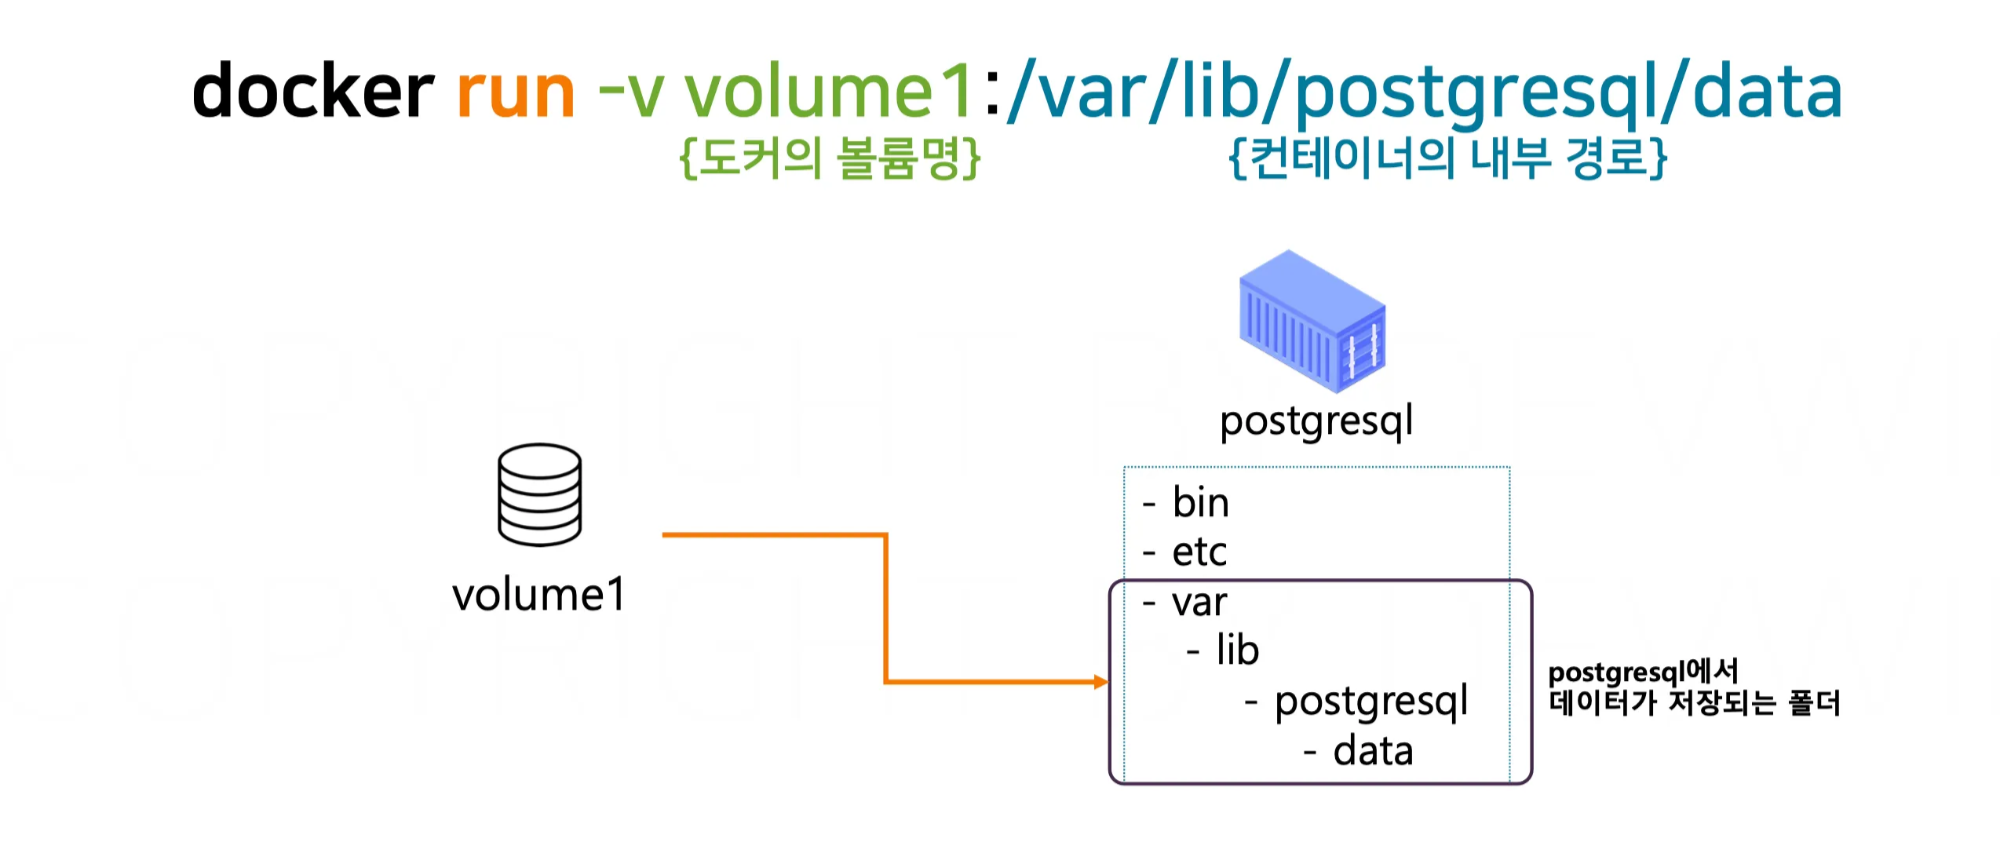 docker run -v volume1:/var/lib/postgresql/data
{도커의 볼륨명} {컨테이너의 내부 경로}
postgresql
- bin
- etc
volume1
- var
- lib
- postgresql
- data
postgresql에서
데이터가 저장되는 폴더